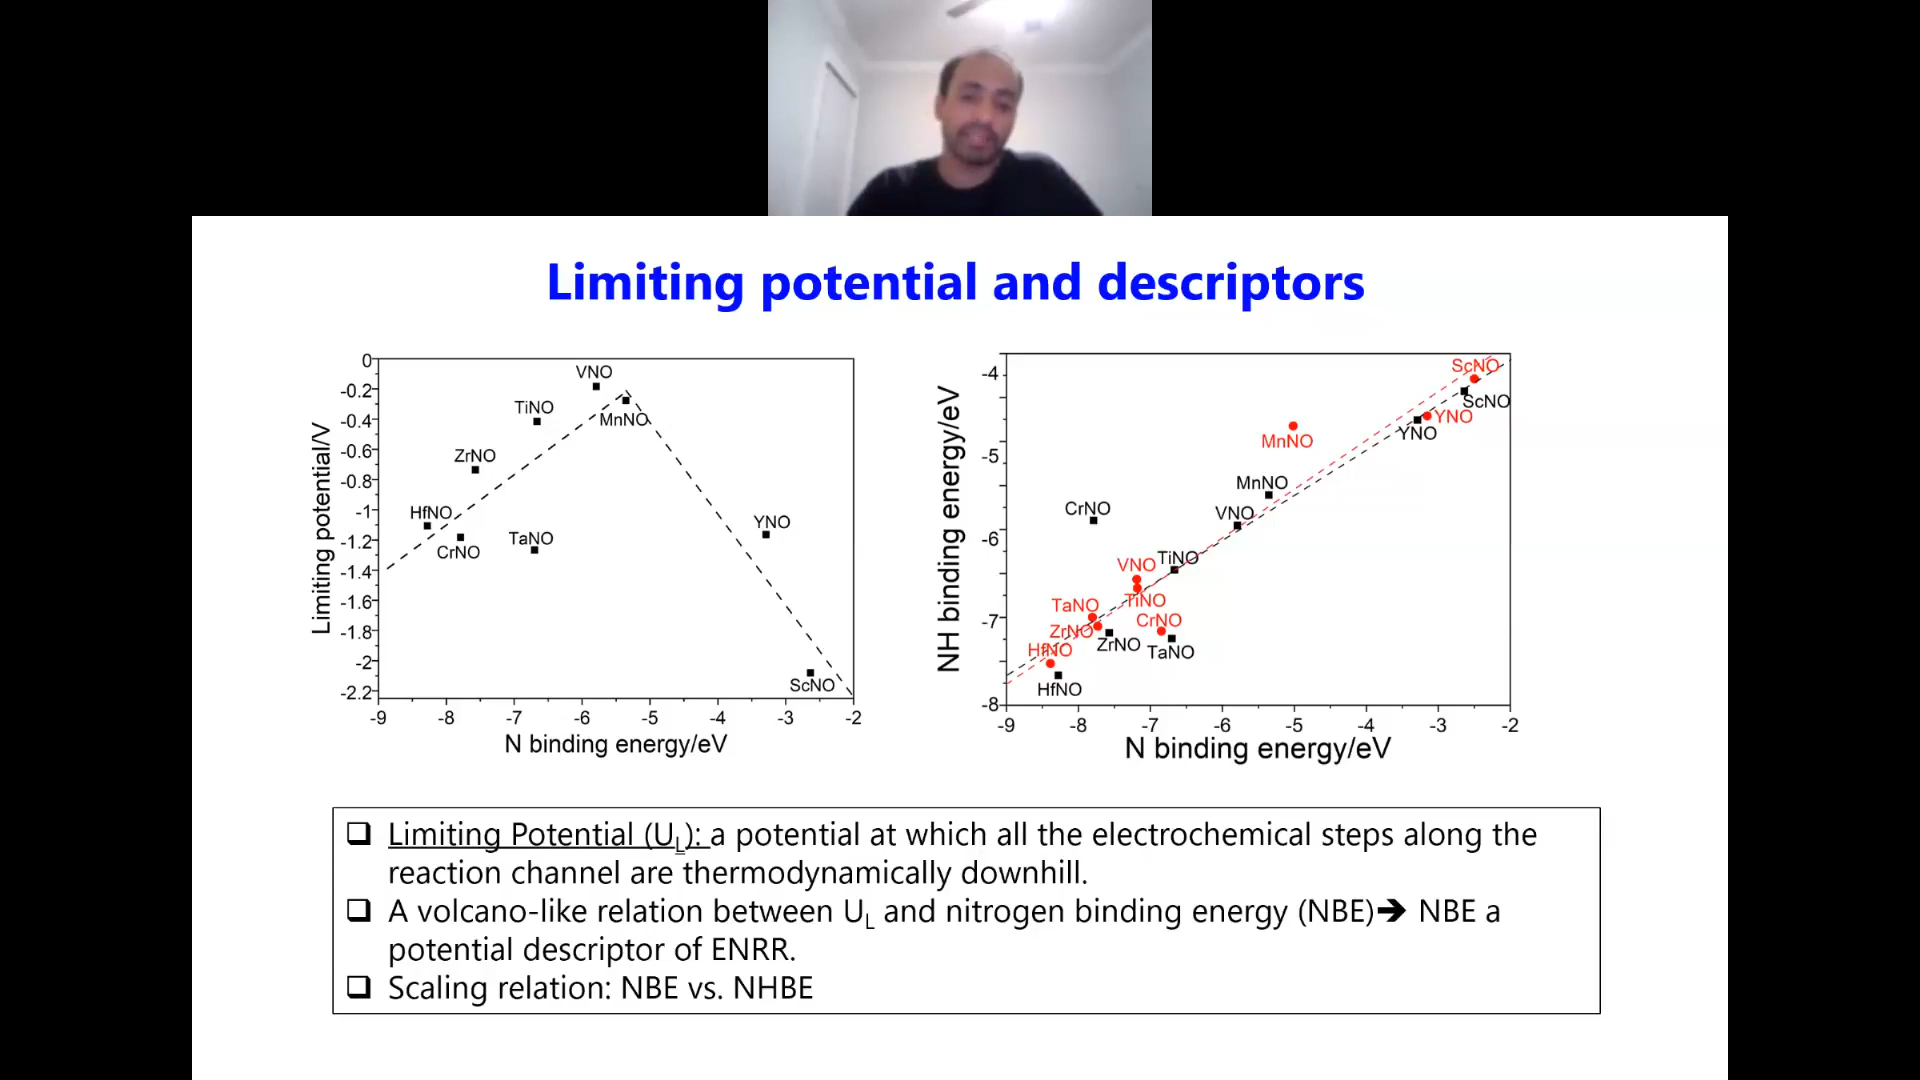 Limiting potential and descriptors
Limiting potential/V
0
-0.2
-0.4
-0.6
-0.8
-1
-1.2
-1.4
-1.6
-1.8
-2
-2.2
VNO
TiNO
MnNO
ZrNO
HfNO
CrNO
TaNO
YNO
ScNO
-9 -8 -7 -6 -5 -4 -3 -2
N binding energy/eV
NH binding energy/eV
-4
-5
-6
-7
-8
ScNO
ScNO
YNO
YNO
MnNO
MnNO
CrNO
VNO
TiNO
VNO
TiNO
TaNO
CrNO
ZrNO
ZrNO
TaNO
HfNO
HfNO
-9 -8 -7 -6 -5 -4 -3 -2
N binding energy/eV
❑ Limiting Potential (UL): a potential at which all the electrochemical steps along the
reaction channel are thermodynamically downhill.
❑ A volcano-like relation between UL and nitrogen binding energy (NBE)➔ NBE a
potential descriptor of ENRR.
❑ Scaling relation: NBE vs. NHBE